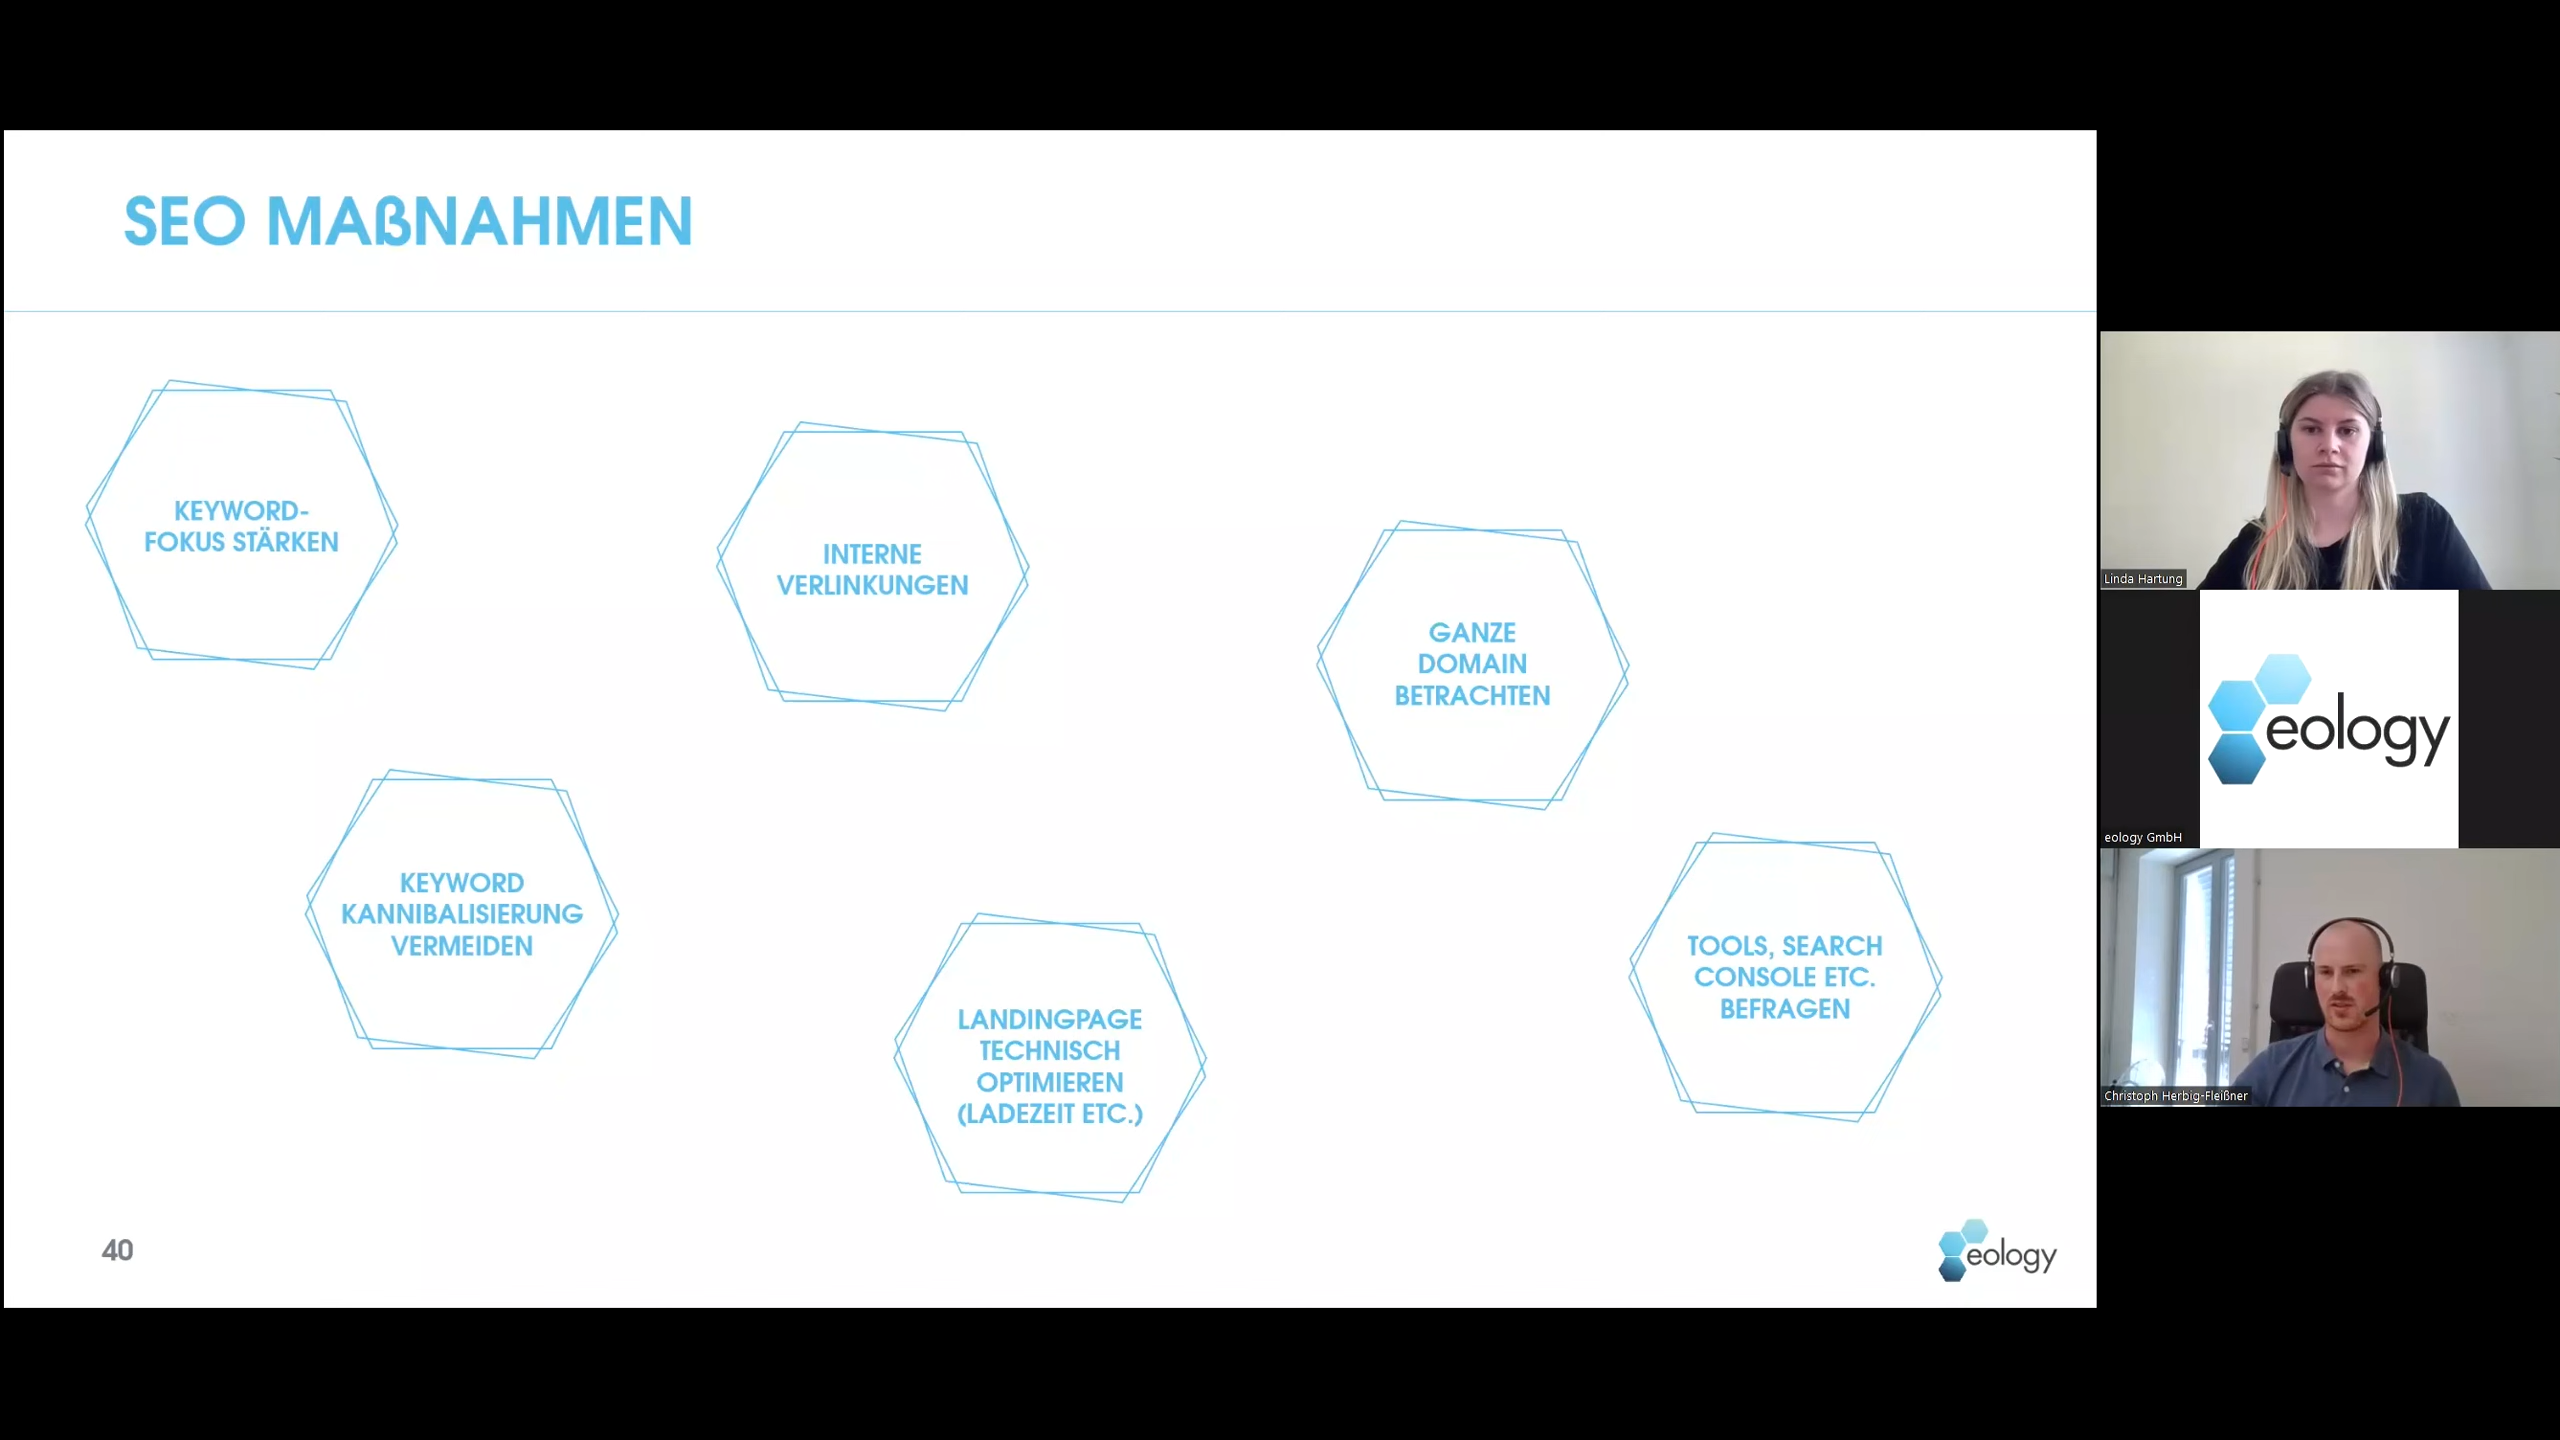 SEO MAßNAHMEN
KEYWORD-
FOKUS STÄRKEN
INTERNE
VERLINKUNGEN
GANZE
DOMAIN
BETRACHTEN
KEYWORD
KANNIBALISIERUNG
VERMEIDEN
LANDINGPAGE
TECHNISCH
OPTIMIEREN
(LADEZEIT ETC.)
TOOLS, SEARCH
CONSOLE ETC.
BEFRAGEN
40
eology
Linda Hartung
eology
eology GmbH
Christoph Herbig-Fleißner